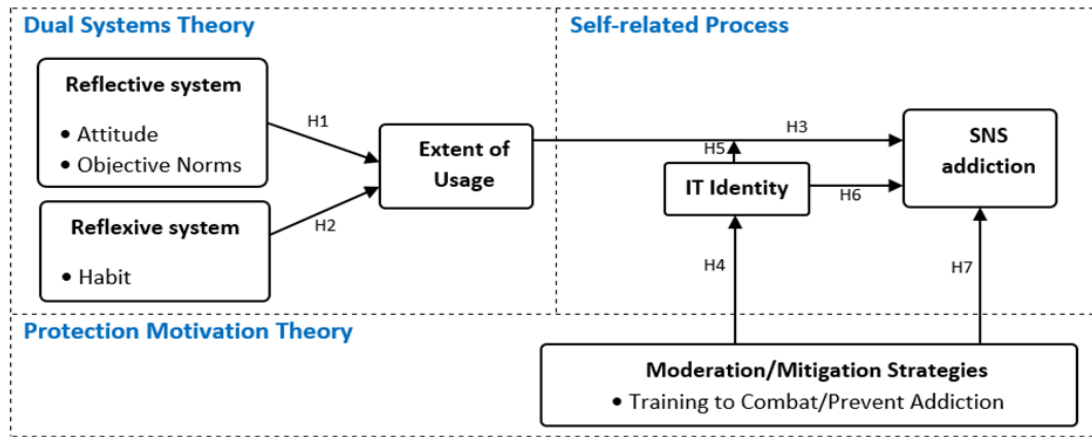 Dual Systems Theory
Self-related Process
Reflective system
• Attitude
• Objective Norms
H1
Extent of
Usage
H3
SNS
addiction
H5
IT Identity
H6
Reflexive system
• Habit
H2
H4
H7
Protection Motivation Theory
Moderation/Mitigation Strategies
• Training to Combat/Prevent Addiction